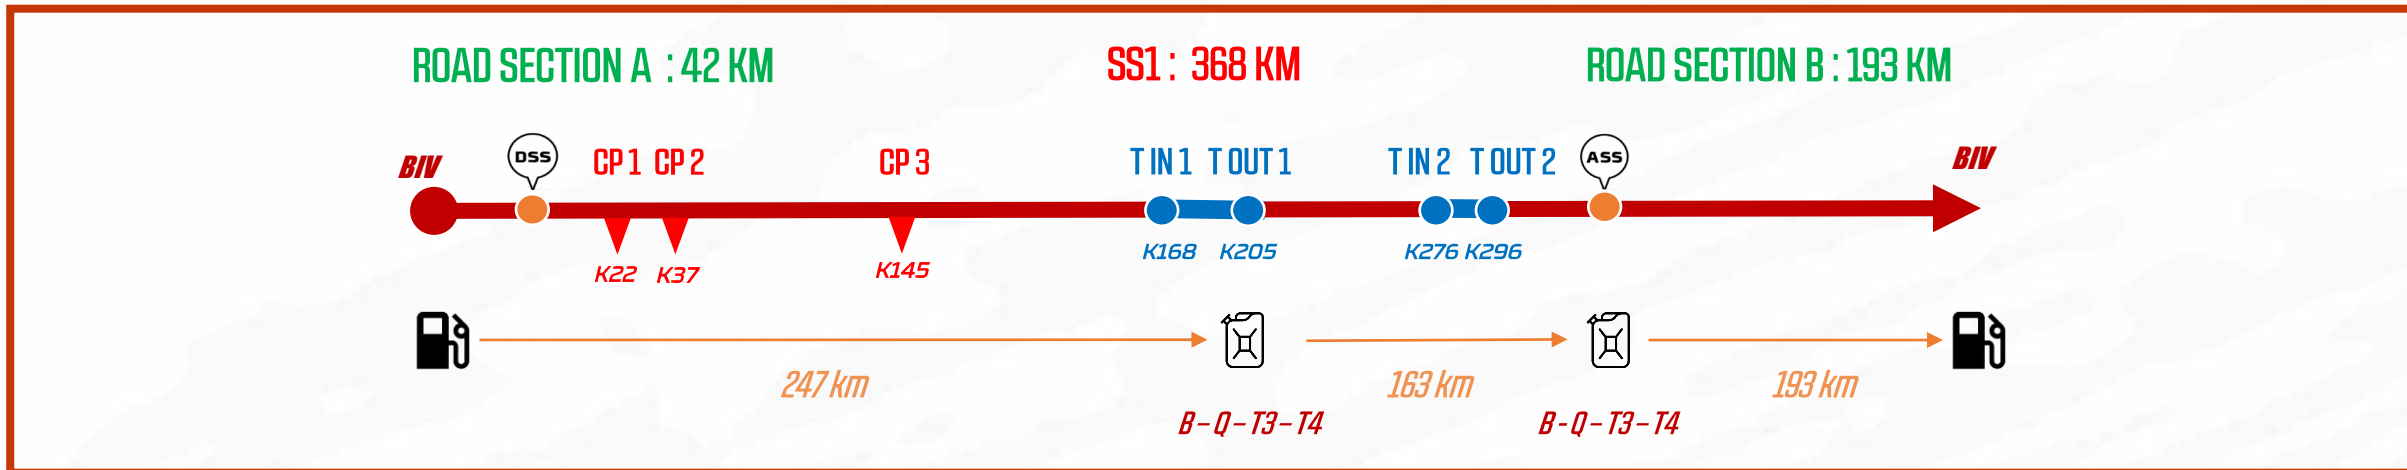 ROAD SECTION A : 42 KM
SS1 : 368 KM
ROAD SECTION B : 193 KM
BIV
DSS
CP 1
CP 2
CP 3
T IN 1
T OUT 1
T IN 2
T OUT 2
ASS
BIV
K22
K37
K145
K168
K205
K276
K296
247 km
163 km
193 km
B – Q – T3 – T4
B - Q – T3 – T4